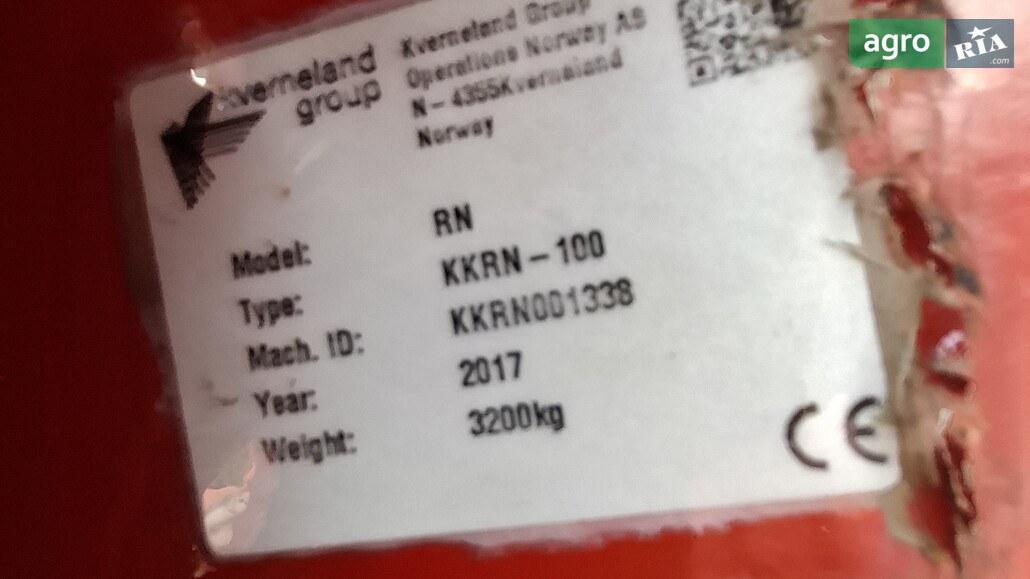 kverneland
group
Kverneland Group
Operations Norway AS
N-4355Kverneland
Norway
Model: RN
Type: KKRN-100
Mach. ID: KKRN001338
Year: 2017
Weight: 3200kg
CE
agro
RIA
.com